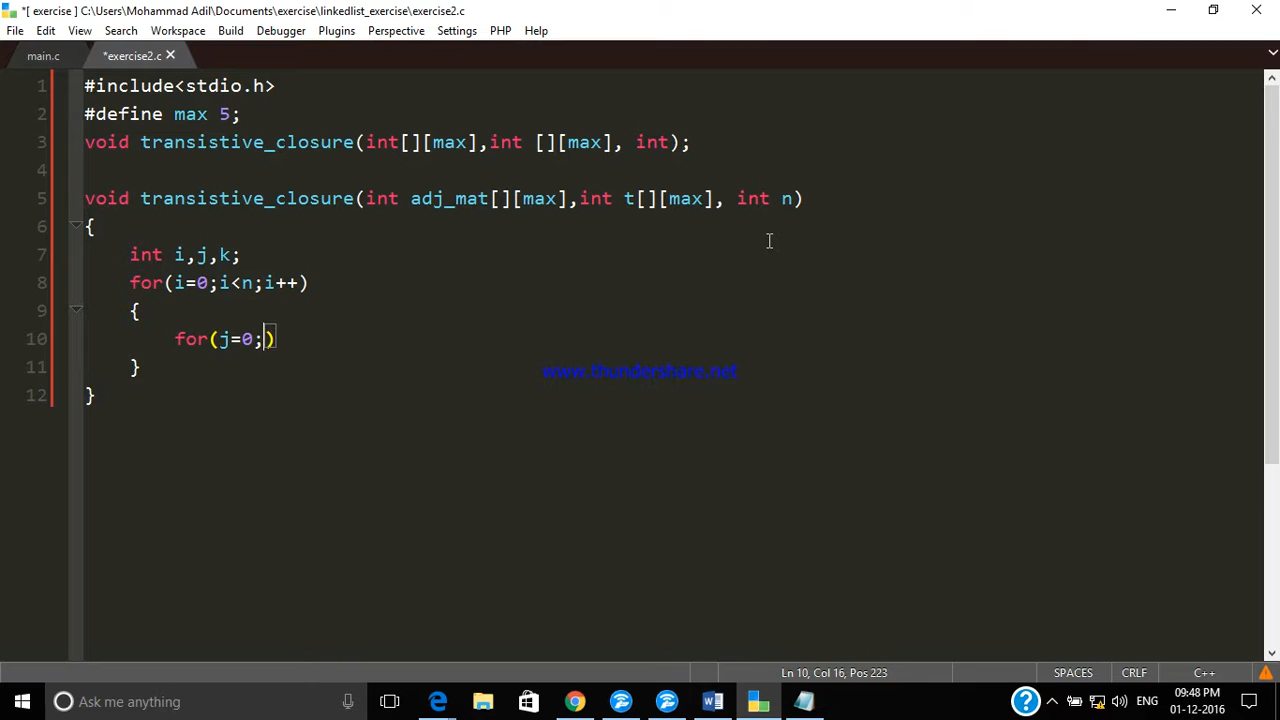 *[ exercise ] C:\Users\Mohammad Adil\Documents\exercise\linkedlist_exercise\exercise2.c
File Edit View Search Workspace Build Debugger Plugins Perspective Settings PHP Help
main.c *exercise2.c
1 #include<stdio.h>
2 #define max 5;
3 void transistive_closure(int[][max],int [][max], int);
4
5 void transistive_closure(int adj_mat[][max],int t[][max], int n)
6 {
7 int i,j,k;
8 for(i=0;i<n;i++)
9 {
10 for(j=0;)
www.thundershare.net
11 }
12 }
Ln 10, Col 16, Pos 223 SPACES CRLF C++
Ask me anything
ENG
09:48 PM
01-12-2016